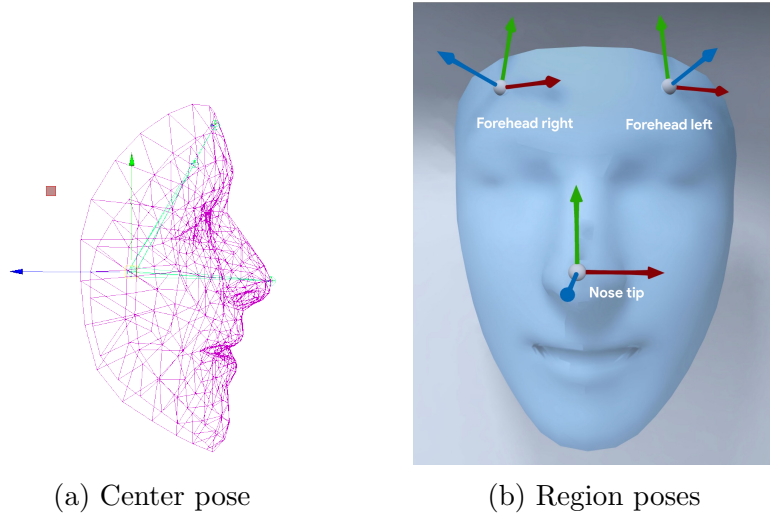 Forehead right
Forehead left
Nose tip
(a) Center pose
(b) Region poses